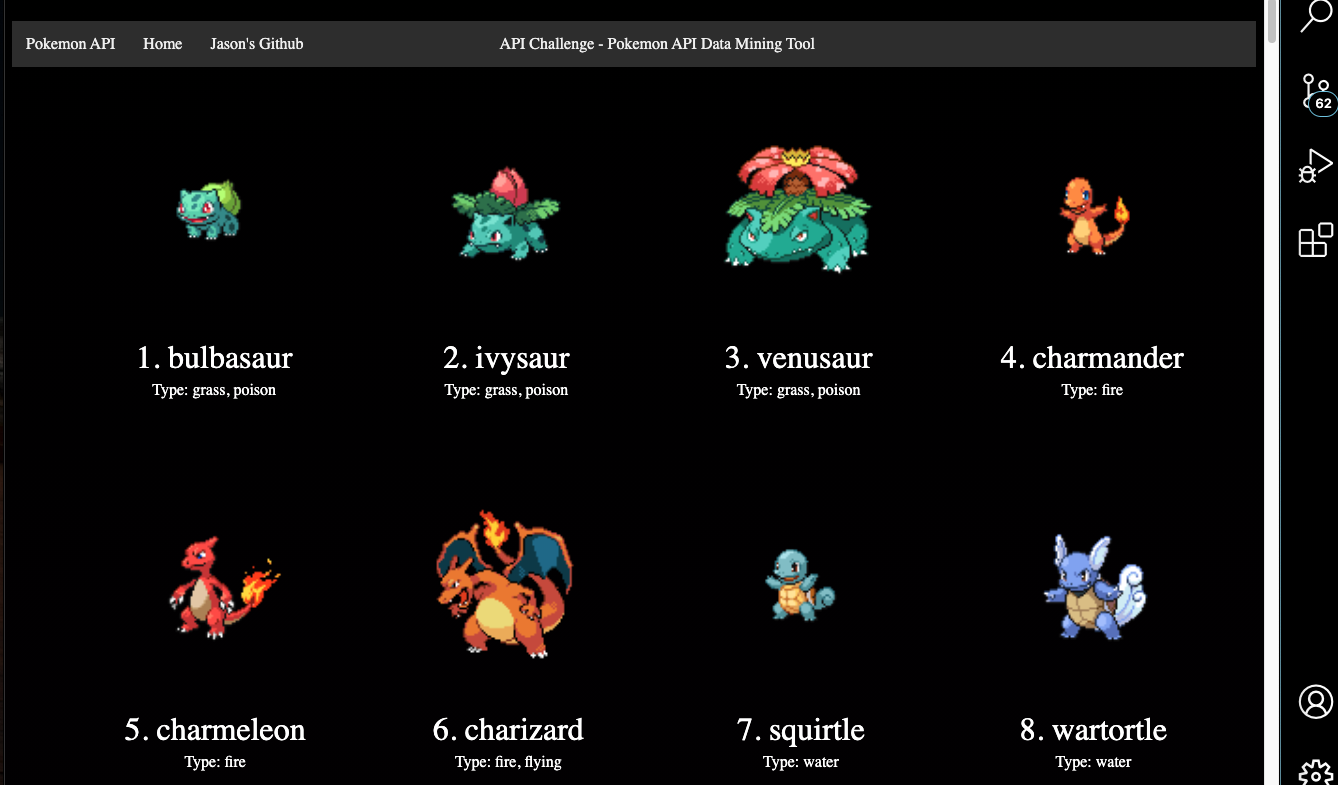 Pokemon API Home Jason's Github API Challenge - Pokemon API Data Mining Tool
62
1. bulbasaur 2. ivysaur 3. venusaur 4. charmander
Type: grass, poison Type: grass, poison Type: grass, poison Type: fire
5. charmeleon 6. charizard 7. squirtle 8. wartortle
Type: fire Type: fire, flying Type: water Type: water